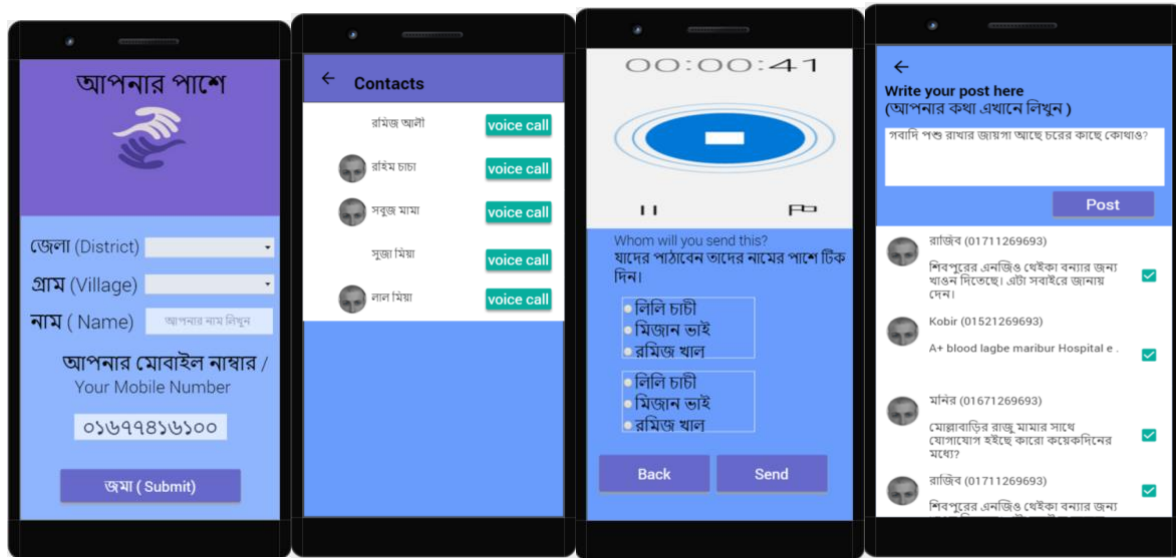 আপনার পাশে
জেলা (District)
গ্রাম (Village)
নাম ( Name) আপনার নাম লিখুন
আপনার মোবাইল নাম্বার /
Your Mobile Number
০১৬৭৭৪১৬১০০
জমা ( Submit)
Contacts
রমিজ আলী voice call
রহিম চাচা voice call
সবুজ মামা voice call
সুজা মিয়া voice call
লাল মিয়া voice call
00:00:41
Whom will you send this?
যাদের পাঠাবেন তাদের নামের পাশে টিক
দিন।
লিলি চাচী
মিজান ভাই
রমিজ খাল
লিলি চাচী
মিজান ভাই
রমিজ খাল
Back Send
Write your post here
(আপনার কথা এখানে লিখুন )
গবাদি পশু রাখার জায়গা আছে চরের কাছে কোথাও?
Post
রাজিব (01711269693)
শিবপুরের এনজিও থেইকা বন্যার জন্য
খাওন দিতেছে। এটা সবাইরে জানায়
দেন।
Kobir (01521269693)
A+ blood lagbe maribur Hospital e .
মনির (01671269693)
মোল্লাবাড়ির রাজু মামার সাথে
যোগাযোগ হইছে কারো কয়েকদিনের
মধ্যে?
রাজিব (01711269693)
শিবপুরের এনজিও থেইকা বন্যার জন্য